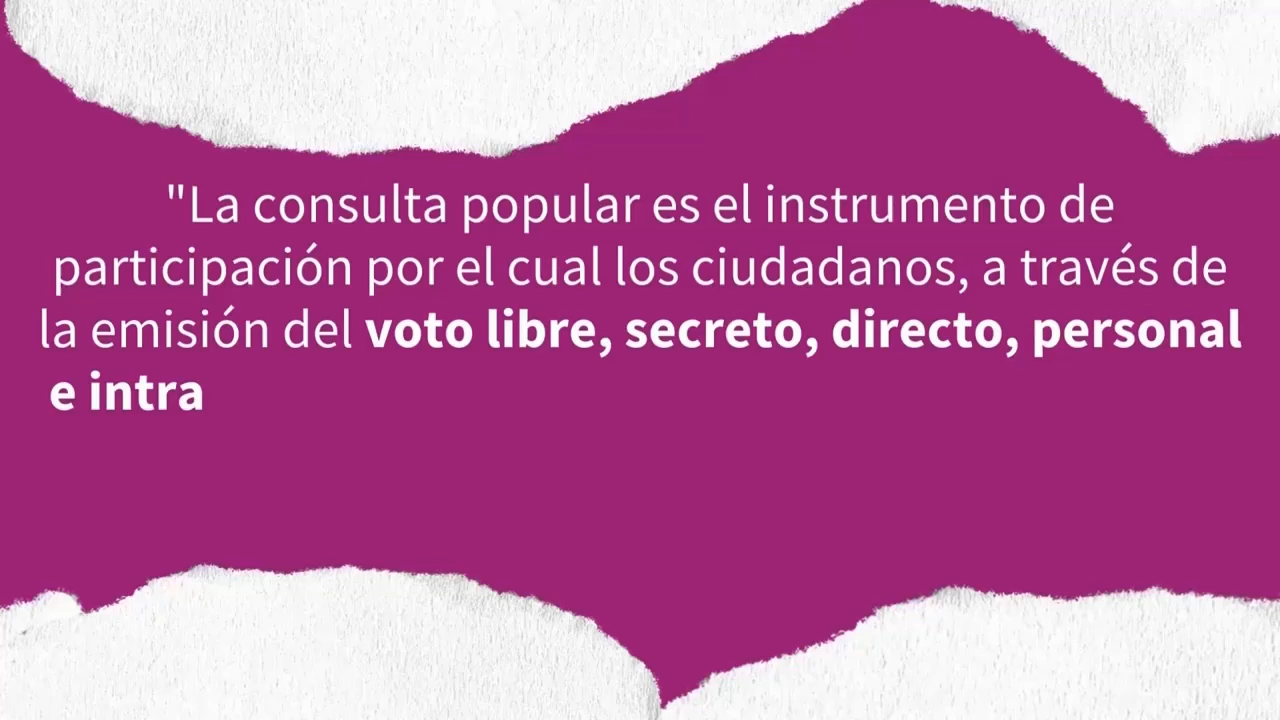 "La consulta popular es el instrumento de
participación por el cual los ciudadanos, a través de
la emisión del voto libre, secreto, directo, personal
e intra